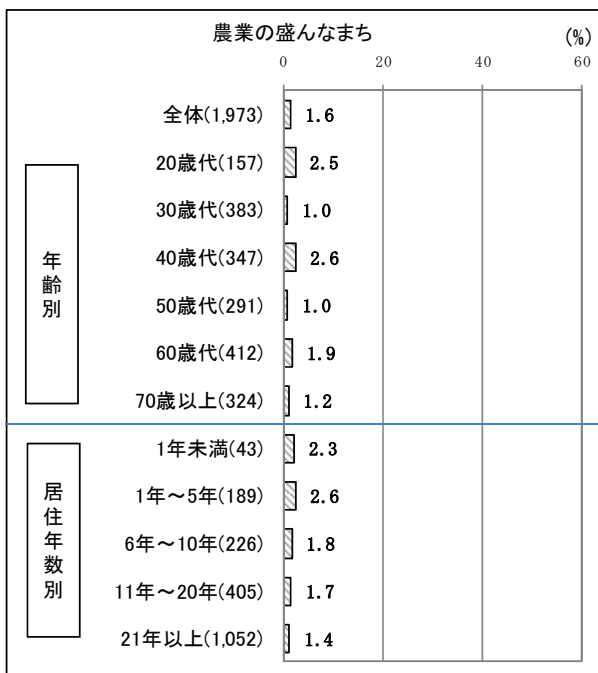 農業の盛んなまち
(%)
0 20 40 60
全体(1,973) 1.6
年齢別
20歳代(157) 2.5
30歳代(383) 1.0
40歳代(347) 2.6
50歳代(291) 1.0
60歳代(412) 1.9
70歳以上(324) 1.2
居住年数別
1年未満(43) 2.3
1年～5年(189) 2.6
6年～10年(226) 1.8
11年～20年(405) 1.7
21年以上(1,052) 1.4